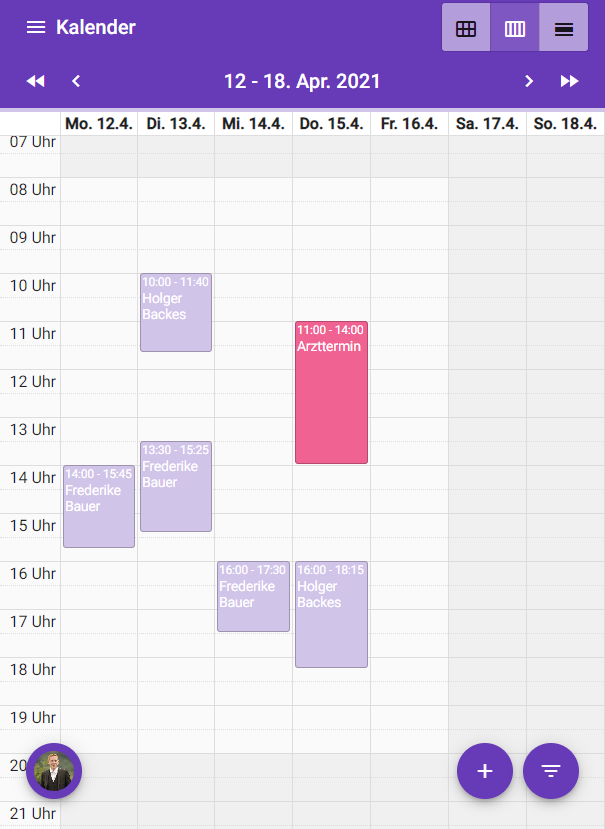 Kalender
12 - 18. Apr. 2021
Mo. 12.4. Di. 13.4. Mi. 14.4. Do. 15.4. Fr. 16.4. Sa. 17.4. So. 18.4.
07 Uhr
08 Uhr
09 Uhr
10 Uhr
10:00 - 11:40
Holger
Backes
11 Uhr
11:00 - 14:00
Arzttermin
12 Uhr
13 Uhr
13:30 - 15:25
Frederike
Bauer
14 Uhr
14:00 - 15:45
Frederike
Bauer
15 Uhr
16 Uhr
16:00 - 17:30
Frederike
Bauer
16:00 - 18:15
Holger
Backes
17 Uhr
18 Uhr
19 Uhr
20
21 Uhr